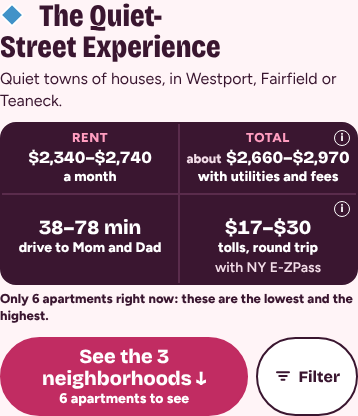 The Quiet-
Street Experience
Quiet towns of houses, in Westport, Fairfield or
Teaneck.
RENT
$2,340–$2,740
a month
TOTAL
about $2,660–$2,970
with utilities and fees
38–78 min
drive to Mom and Dad
$17–$30
tolls, round trip
with NY E-ZPass
Only 6 apartments right now: these are the lowest and the
highest.
See the 3
neighborhoods ↓
6 apartments to see
Filter